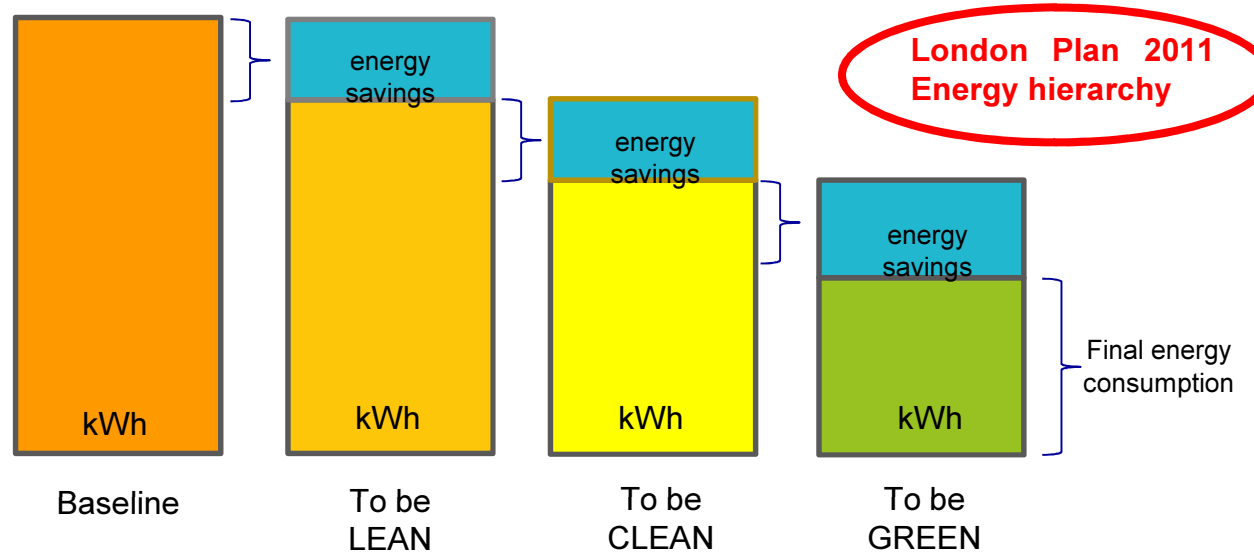 London Plan 2011
Energy hierarchy
energy
savings
energy
savings
energy
savings
Final energy
consumption
kWh
kWh
kWh
kWh
Baseline
To be
LEAN
To be
CLEAN
To be
GREEN